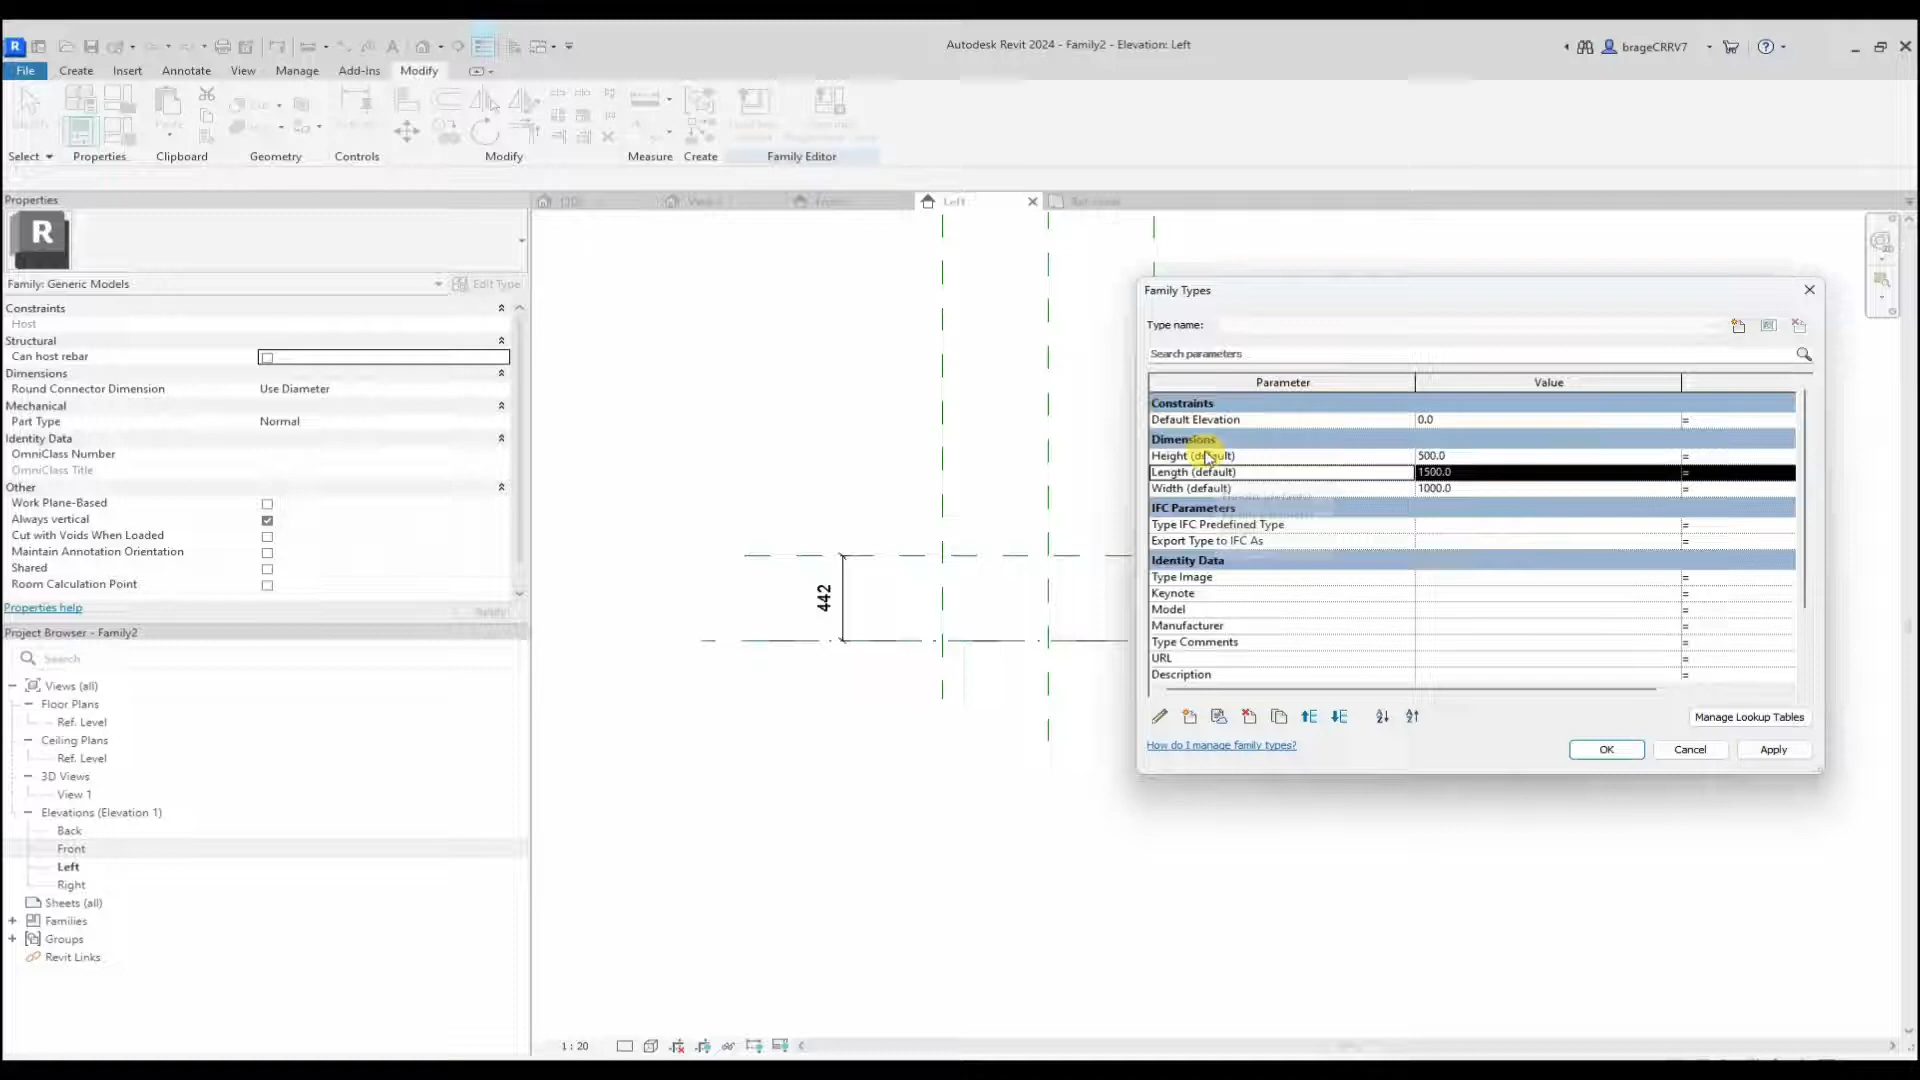 Autodesk Revit 2024 - Family2 - Elevation: Left
brageCRRV7
File Create Insert Annotate View Manage Add-Ins Modify
Select Properties Clipboard Geometry Controls Modify Measure Create Family Editor
Properties
Left
R
Family: Generic Models
Edit Type
Constraints
Host
Structural
Can host rebar
Dimensions
Round Connector Dimension Use Diameter
Mechanical
Part Type Normal
Identity Data
OmniClass Number
OmniClass Title
Other
Work Plane-Based
Always vertical
Cut with Voids When Loaded
Maintain Annotation Orientation
Shared
Room Calculation Point
Properties help
Project Browser - Family2
Search
Views (all)
Floor Plans
Ref. Level
Ceiling Plans
Ref. Level
3D Views
View 1
Elevations (Elevation 1)
Back
Front
Left
Right
Sheets (all)
Families
Groups
Revit Links
442
Family Types
Type name:
Search parameters
Parameter Value
Constraints
Default Elevation 0.0 =
Dimensions
Height (default) 500.0 =
Length (default) 1500.0
Width (default) 1000.0 =
IFC Parameters
Type IFC Predefined Type =
Export Type to IFC As =
Identity Data
Type Image =
Keynote =
Model =
Manufacturer =
Type Comments =
URL =
Description =
Manage Lookup Tables
How do I manage family types?
OK Cancel Apply
1 : 20